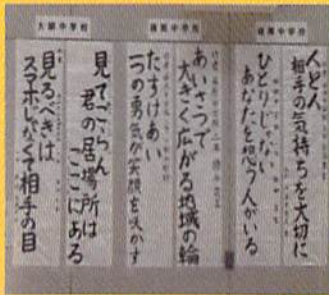 人と人
相手の気持ちを大切に
ひとりじゃない
あなたを想う人がいる
あいさつで
大きく広がる地域の輪
たすけあい
一つの勇気が笑顔を咲かす
見てごらん
君の居場所は
ここにある
見るべきは
スマホじゃなくて相手の目